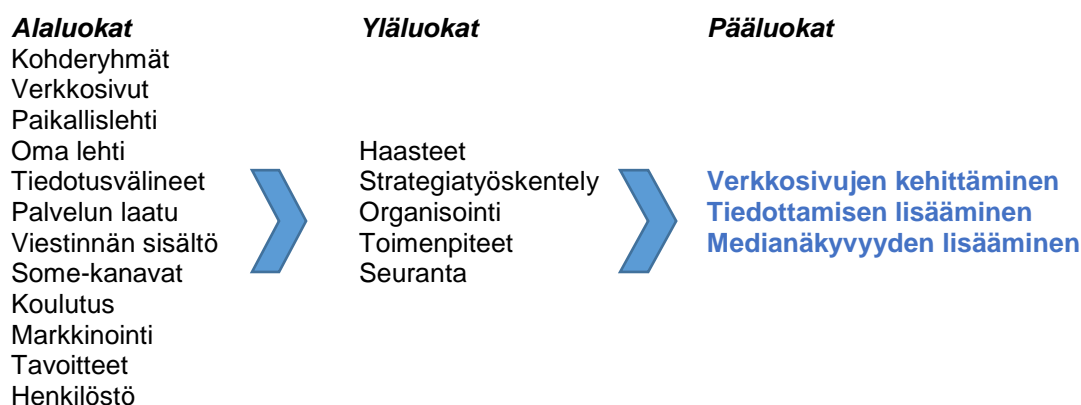 Alaluokat
Kohderyhmät
Verkkosivut
Paikallislehti
Oma lehti
Tiedotusvälineet
Palvelun laatu
Viestinnän sisältö
Some-kanavat
Koulutus
Markkinointi
Tavoitteet
Henkilöstö
Yläluokat
Haasteet
Strategiatyöskentely
Organisointi
Toimenpiteet
Seuranta
Pääluokat
Verkkosivujen kehittäminen
Tiedottamisen lisääminen
Medianäkyvyyden lisääminen